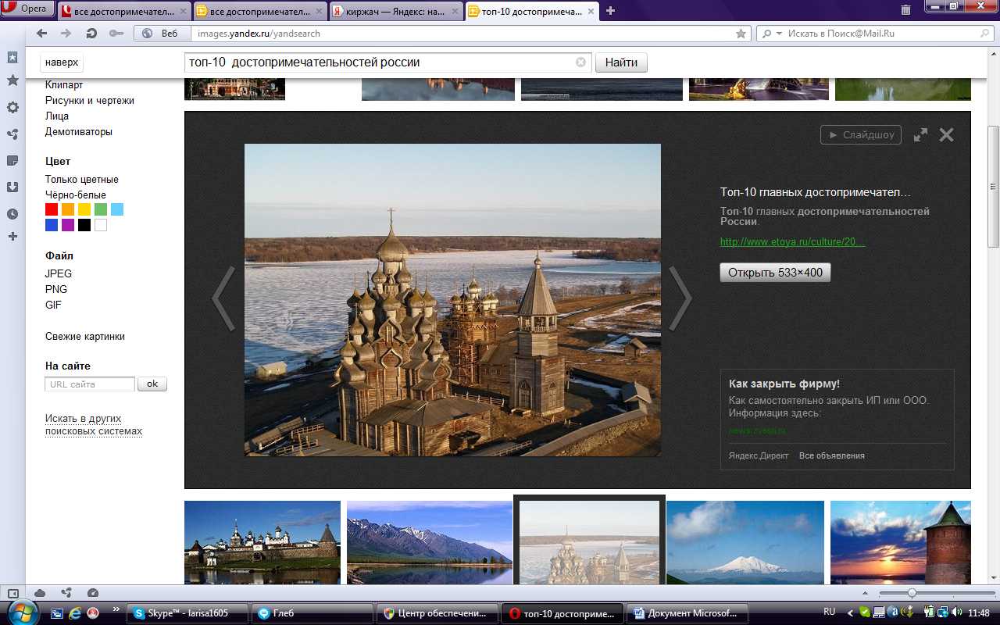 Opera
все достопримечател...
все достопримечател...
киржач — Яндекс: на...
топ-10 достопримеча...
Веб
images.yandex.ru/yandsearch
Искать в Поиск@Mail.Ru
наверх
топ-10  достопримечательностей россии
Найти
Клипарт
Рисунки и чертежи
Лица
Демотиваторы
Цвет
Только цветные
Чёрно-белые
Файл
JPEG
PNG
GIF
Свежие картинки
На сайте
URL сайта
ok
Искать в других
поисковых системах
Слайдшоу
Топ-10 главных достопримечател...
Топ-10 главных достопримечательностей
России.
http://www.etoya.ru/culture/20...
Открыть 533×400
Как закрыть фирму!
Как самостоятельно закрыть ИП или ООО.
Информация здесь:
news.zvesti.ru
Яндекс.Директ Все объявления
Skype™ - larisa1605
Глеб
Центр обеспечени...
топ-10 достоприме...
Документ Microsof...
RU
11:48